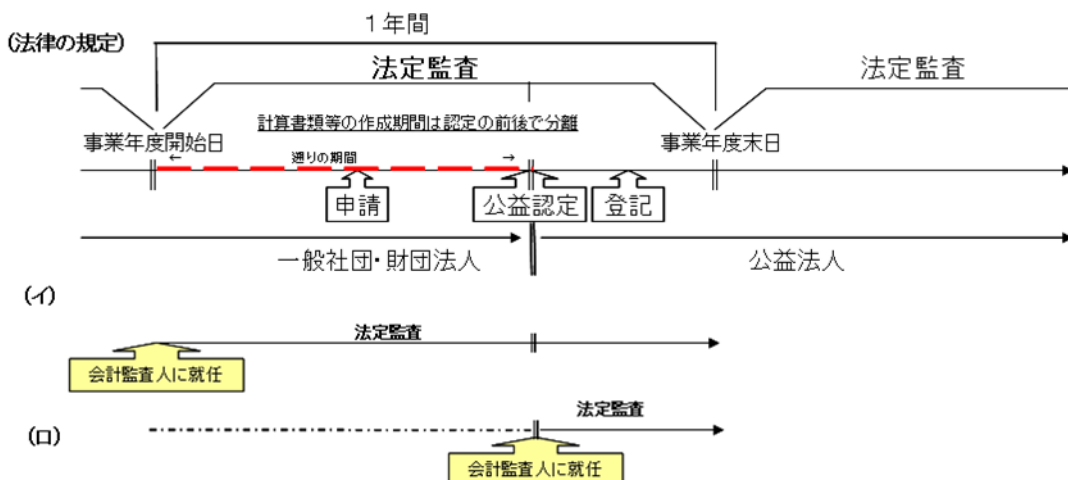 1年間
(法律の規定)
法定監査
法定監査
計算書類等の作成期間は認定の前後で分離
事業年度開始日
事業年度末日
← 遡りの期間 →
申請
公益認定
登記
一般社団・財団法人
公益法人
(イ)
法定監査
会計監査人に就任
法定監査
(ロ)
会計監査人に就任